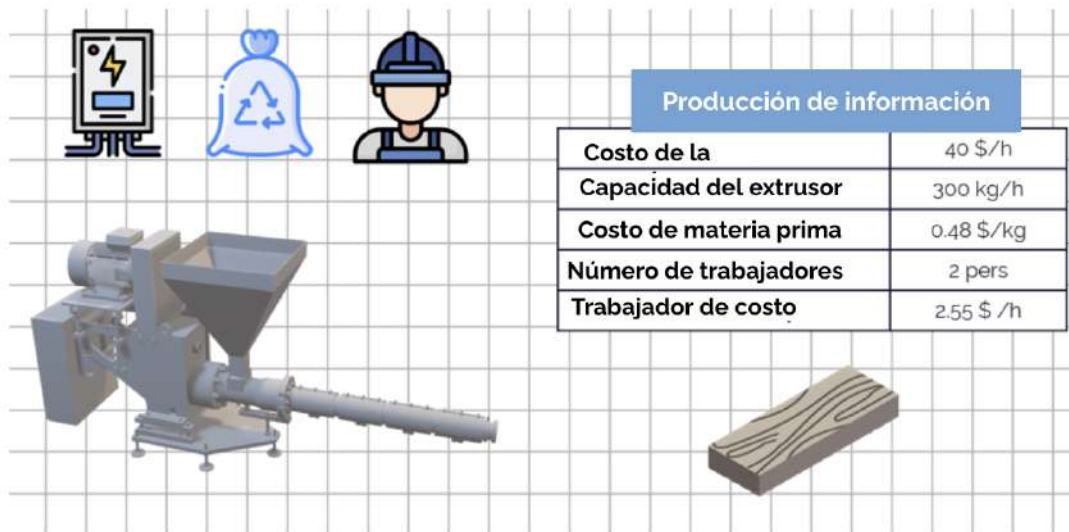 Producción de información
Costo de la 40 $/h
Capacidad del extrusor 300 kg/h
Costo de materia prima 0.48 $/kg
Número de trabajadores 2 pers
Trabajador de costo 2.55 $ /h